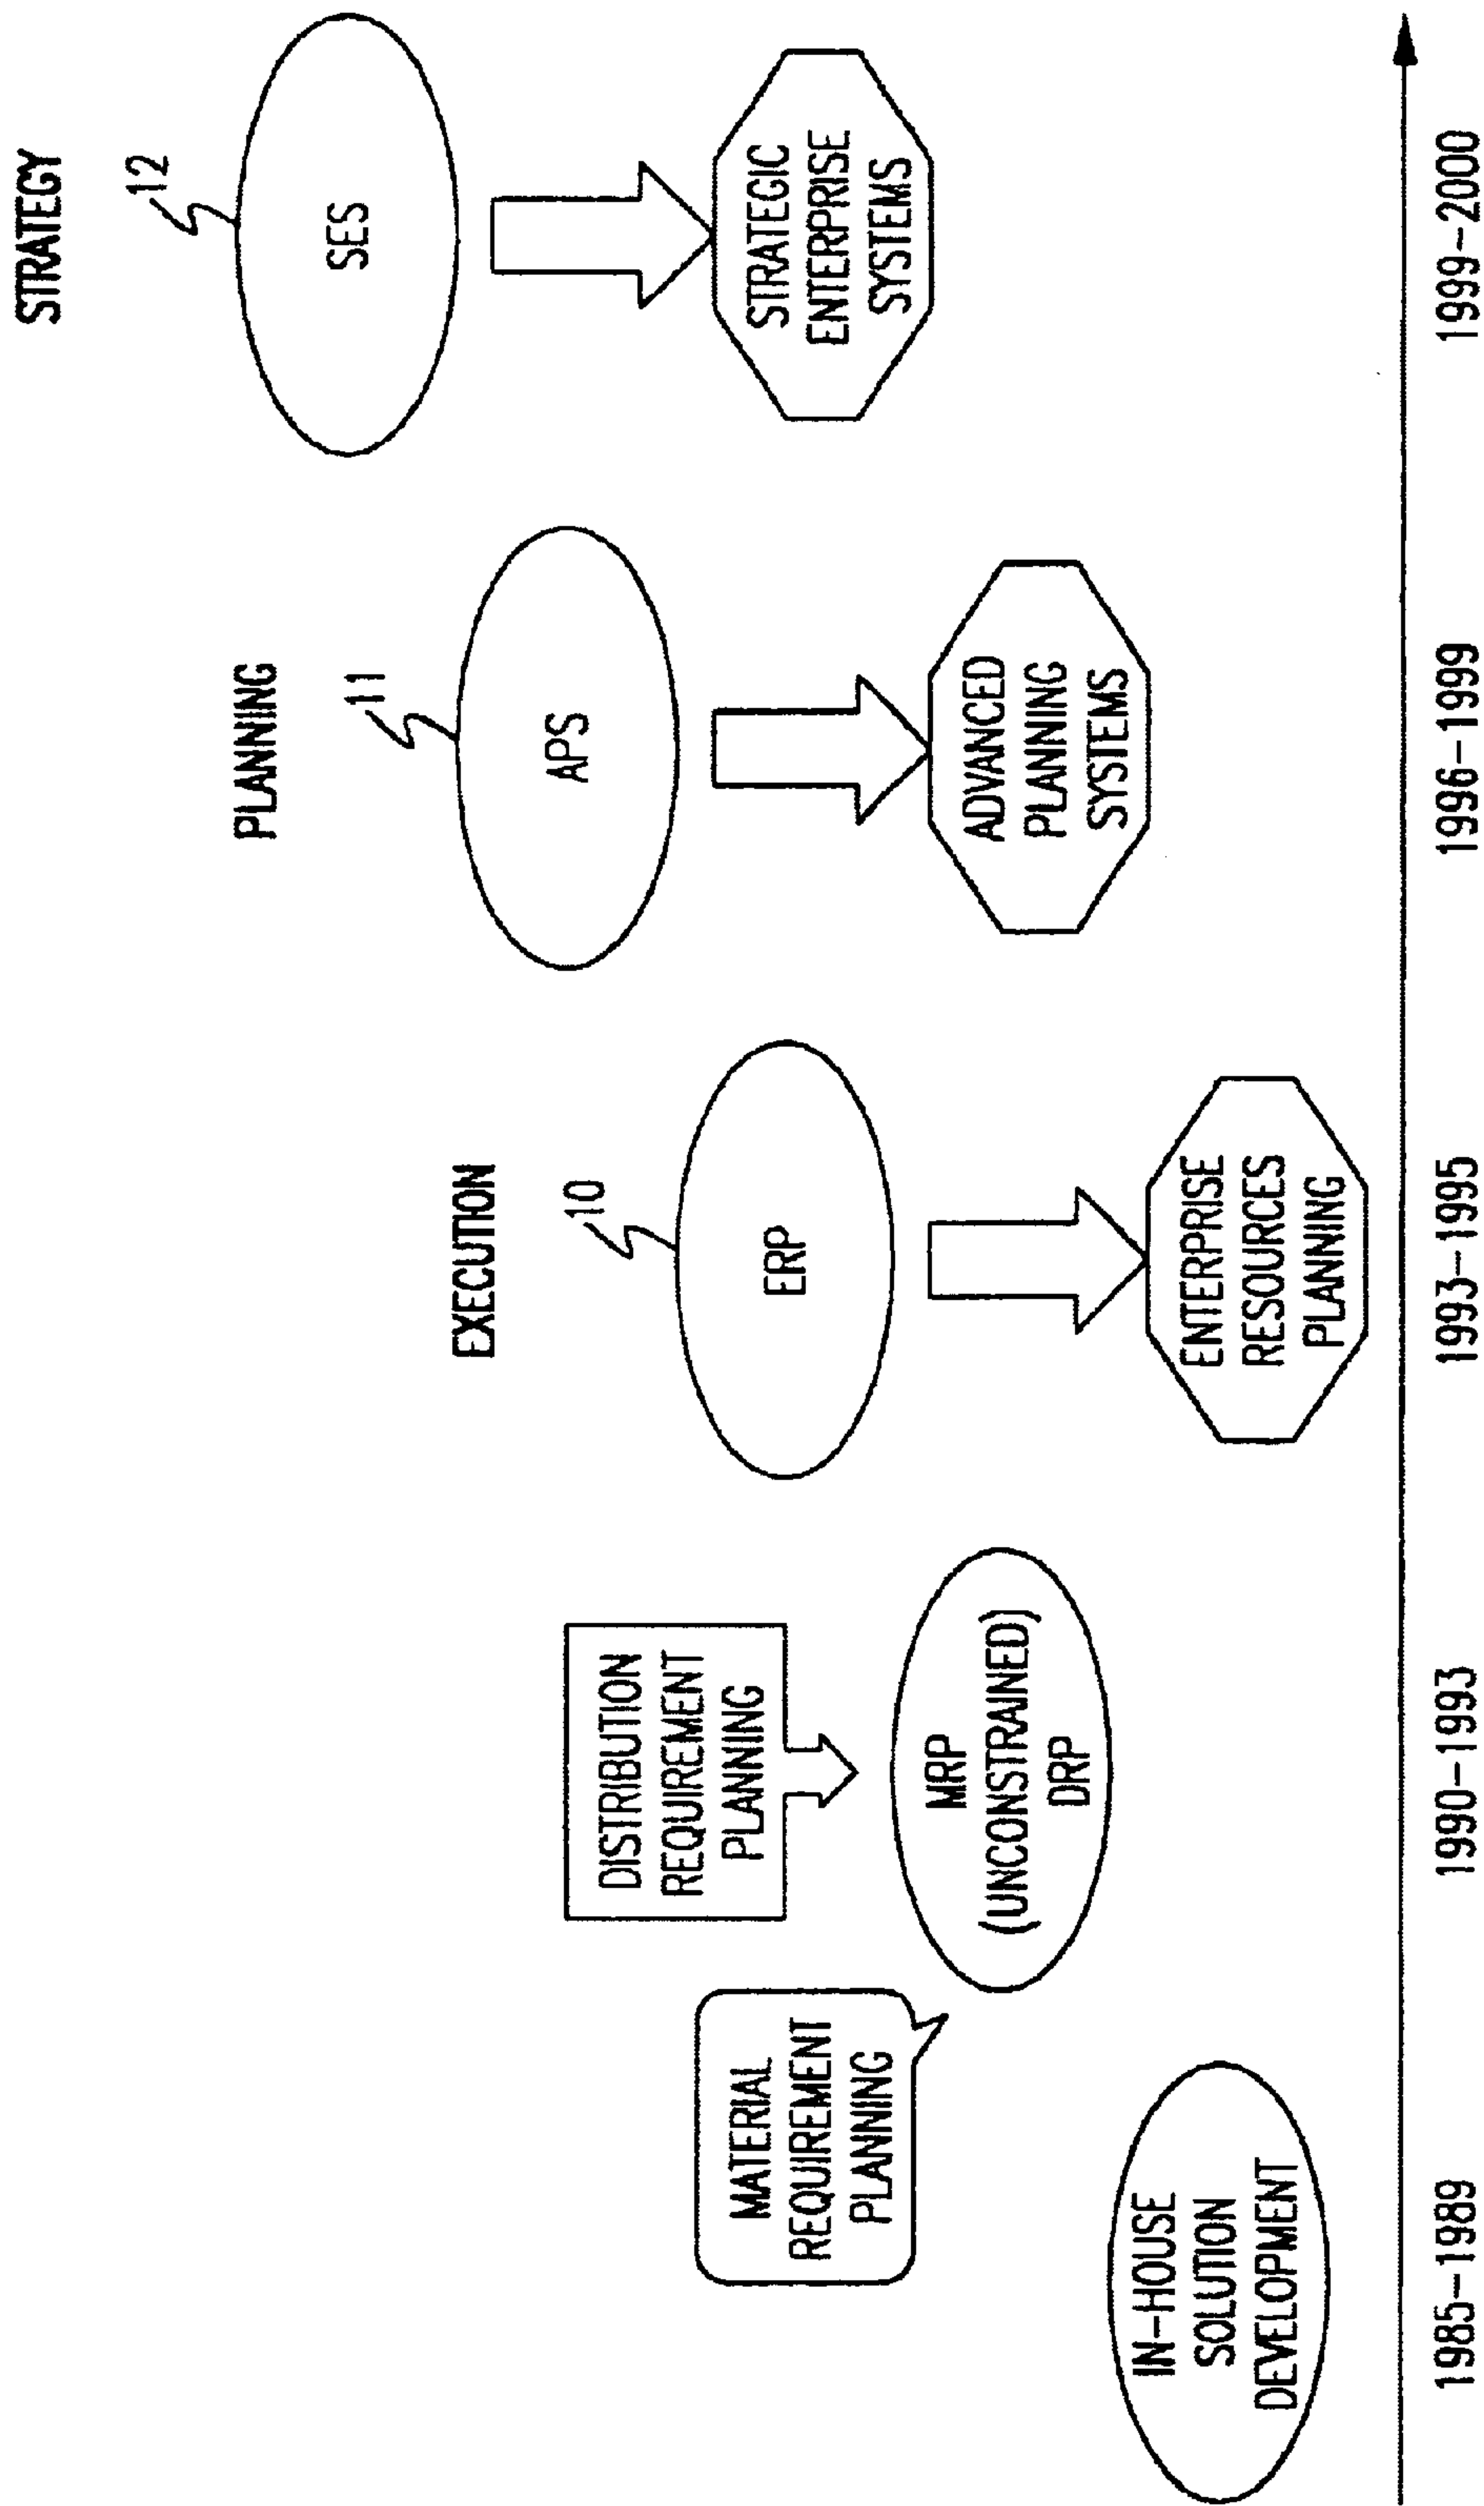 STRATEGY
12
SES
STRATEGIC
ENTERPRISE
SYSTEMS
PLANNING
11
APS
ADVANCED
PLANNING
SYSTEMS
EXECUTION
10
ERP
ENTERPRISE
RESOURCES
PLANNING
DISTRIBUTION
REQUIREMENT
PLANNING
MRP
(UNCONSTRAINED)
DRP
MATERIAL
REQUIREMENT
PLANNING
IN-HOUSE
SOLUTION
DEVELOPMENT
1985-1989
1990-1993
1993-1995
1996-1999
1999-2000